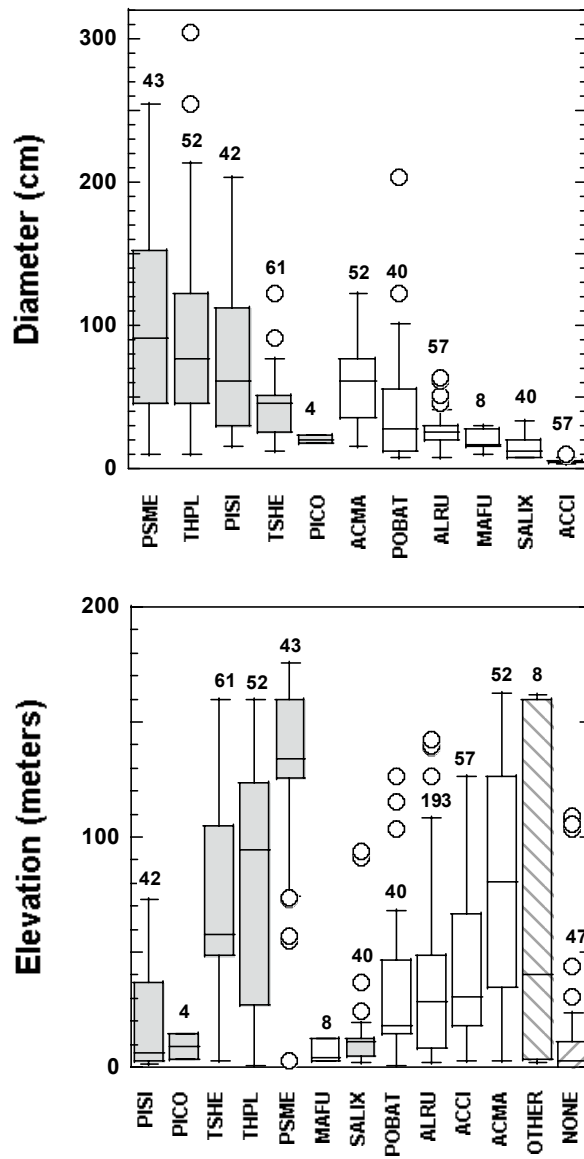 300
200
100
0
Diameter (cm)
43
52
42
61
4
52
40
57
8
40
57
PSME
THPL
PISI
TSHE
PICO
ACMA
POBAT
ALRU
MAFU
SALIX
ACCI
200
100
0
Elevation (meters)
42
4
61
52
43
8
40
40
193
57
52
8
47
PISI
PICO
TSHE
THPL
PSME
MAFU
SALIX
POBAT
ALRU
ACCI
ACMA
OTHER
NONE